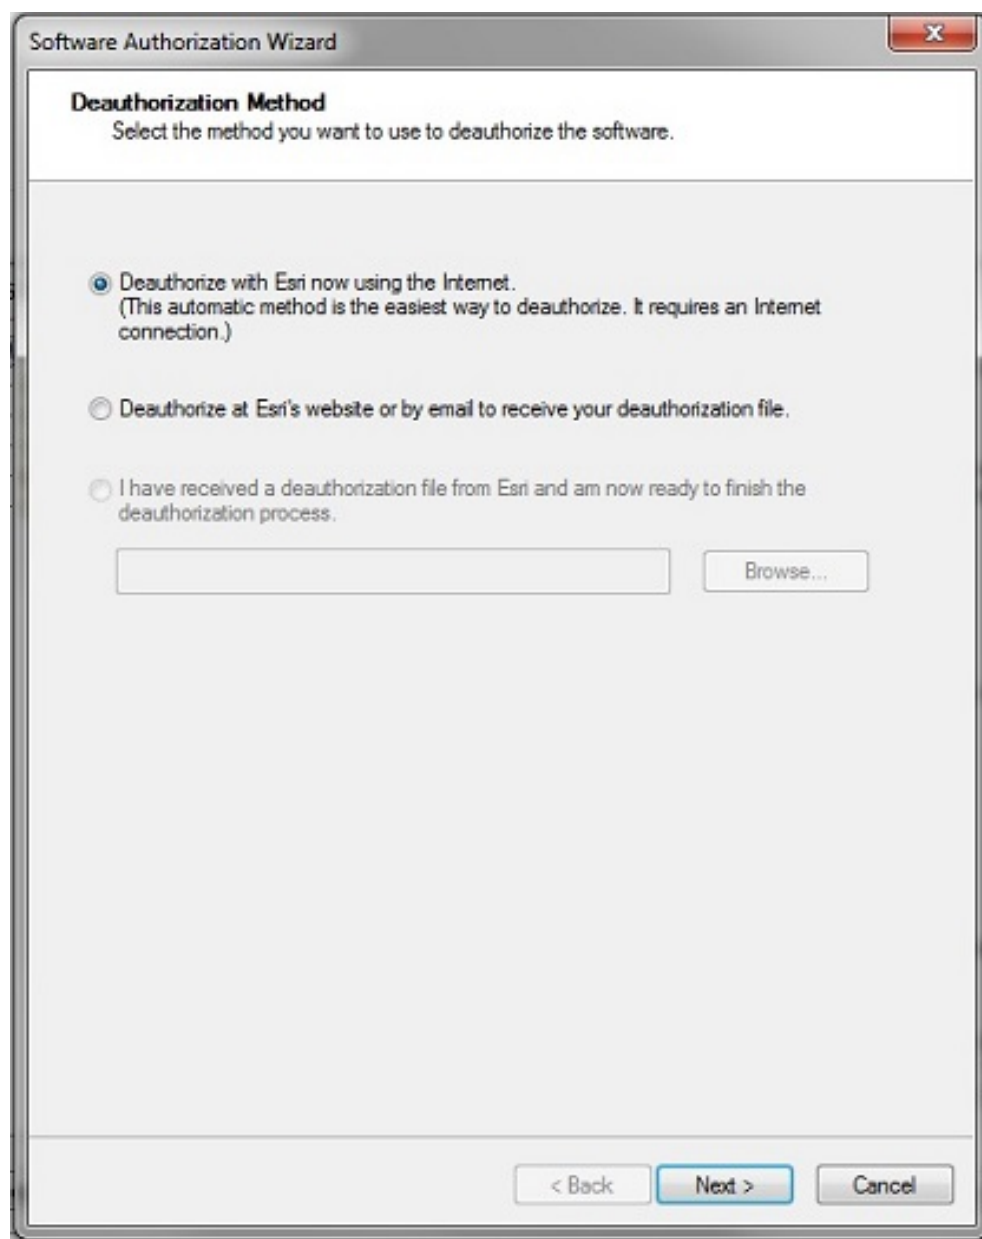 Software Authorization Wizard
Deauthorization Method
Select the method you want to use to deauthorize the software.
Deauthorize with Esri now using the Internet.
(This automatic method is the easiest way to deauthorize. It requires an Internet
connection.)
Deauthorize at Esri's website or by email to receive your deauthorization file.
I have received a deauthorization file from Esri and am now ready to finish the
deauthorization process.
Browse...
< Back Next > Cancel